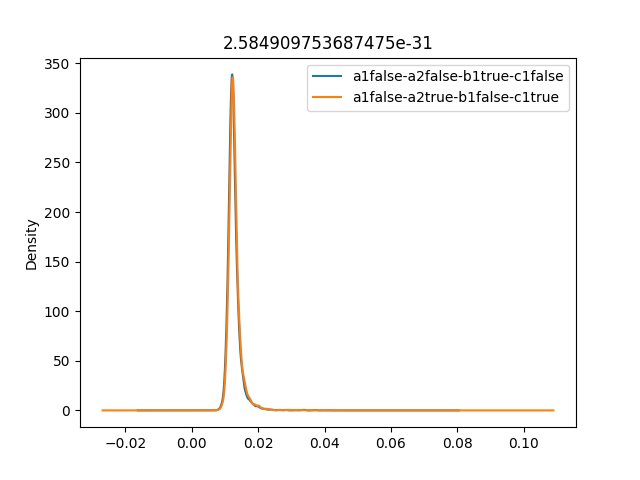 2.584909753687475e-31
a1false-a2false-b1true-c1false
a1false-a2true-b1false-c1true
Density
350
300
250
200
150
100
50
0
−0.02 0.00 0.02 0.04 0.06 0.08 0.10